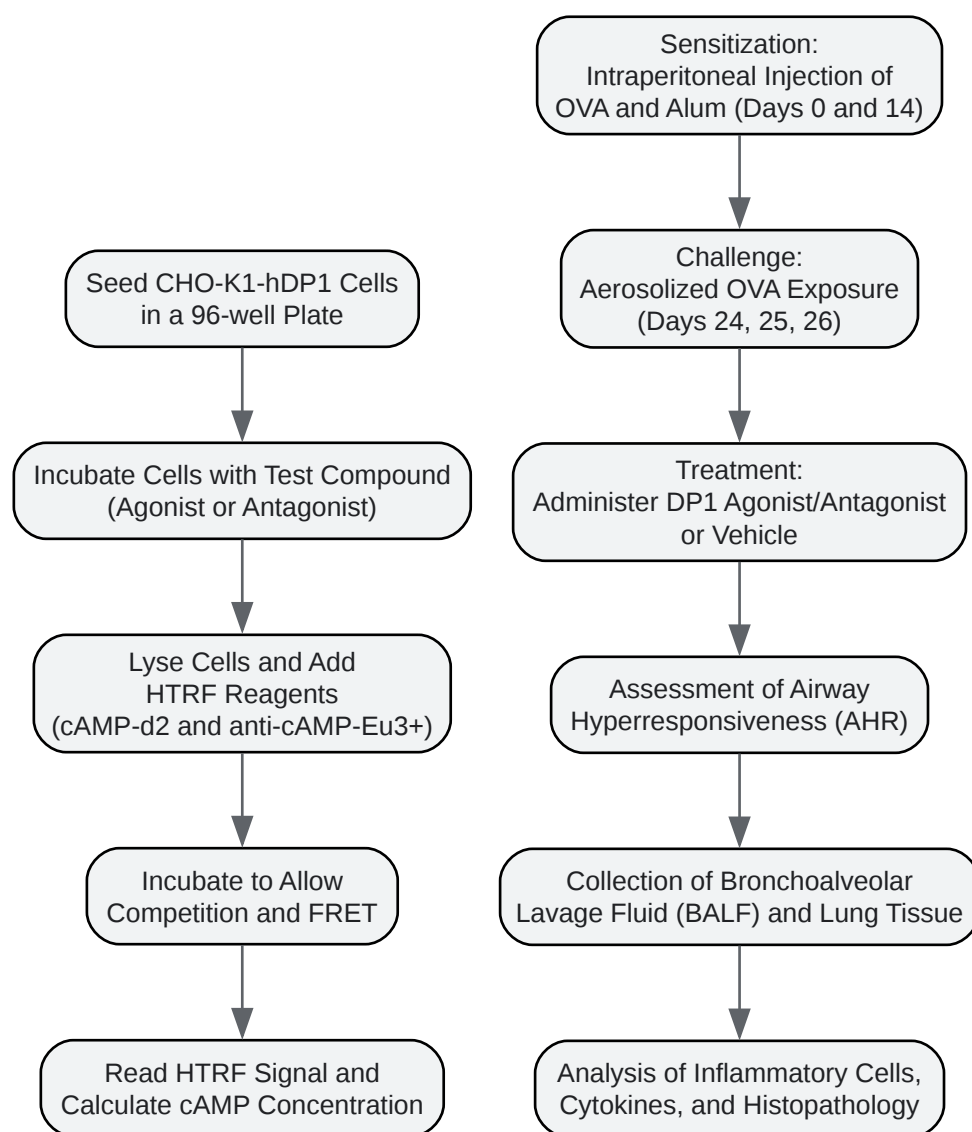 Seed CHO-K1-hDP1 Cells
in a 96-well Plate
Incubate Cells with Test Compound
(Agonist or Antagonist)
Lyse Cells and Add
HTRF Reagents
(cAMP-d2 and anti-cAMP-Eu3+)
Incubate to Allow
Competition and FRET
Read HTRF Signal and
Calculate cAMP Concentration
Sensitization:
Intraperitoneal Injection of
OVA and Alum (Days 0 and 14)
Challenge:
Aerosolized OVA Exposure
(Days 24, 25, 26)
Treatment:
Administer DP1 Agonist/Antagonist
or Vehicle
Assessment of Airway
Hyperresponsiveness (AHR)
Collection of Bronchoalveolar
Lavage Fluid (BALF) and Lung Tissue
Analysis of Inflammatory Cells,
Cytokines, and Histopathology